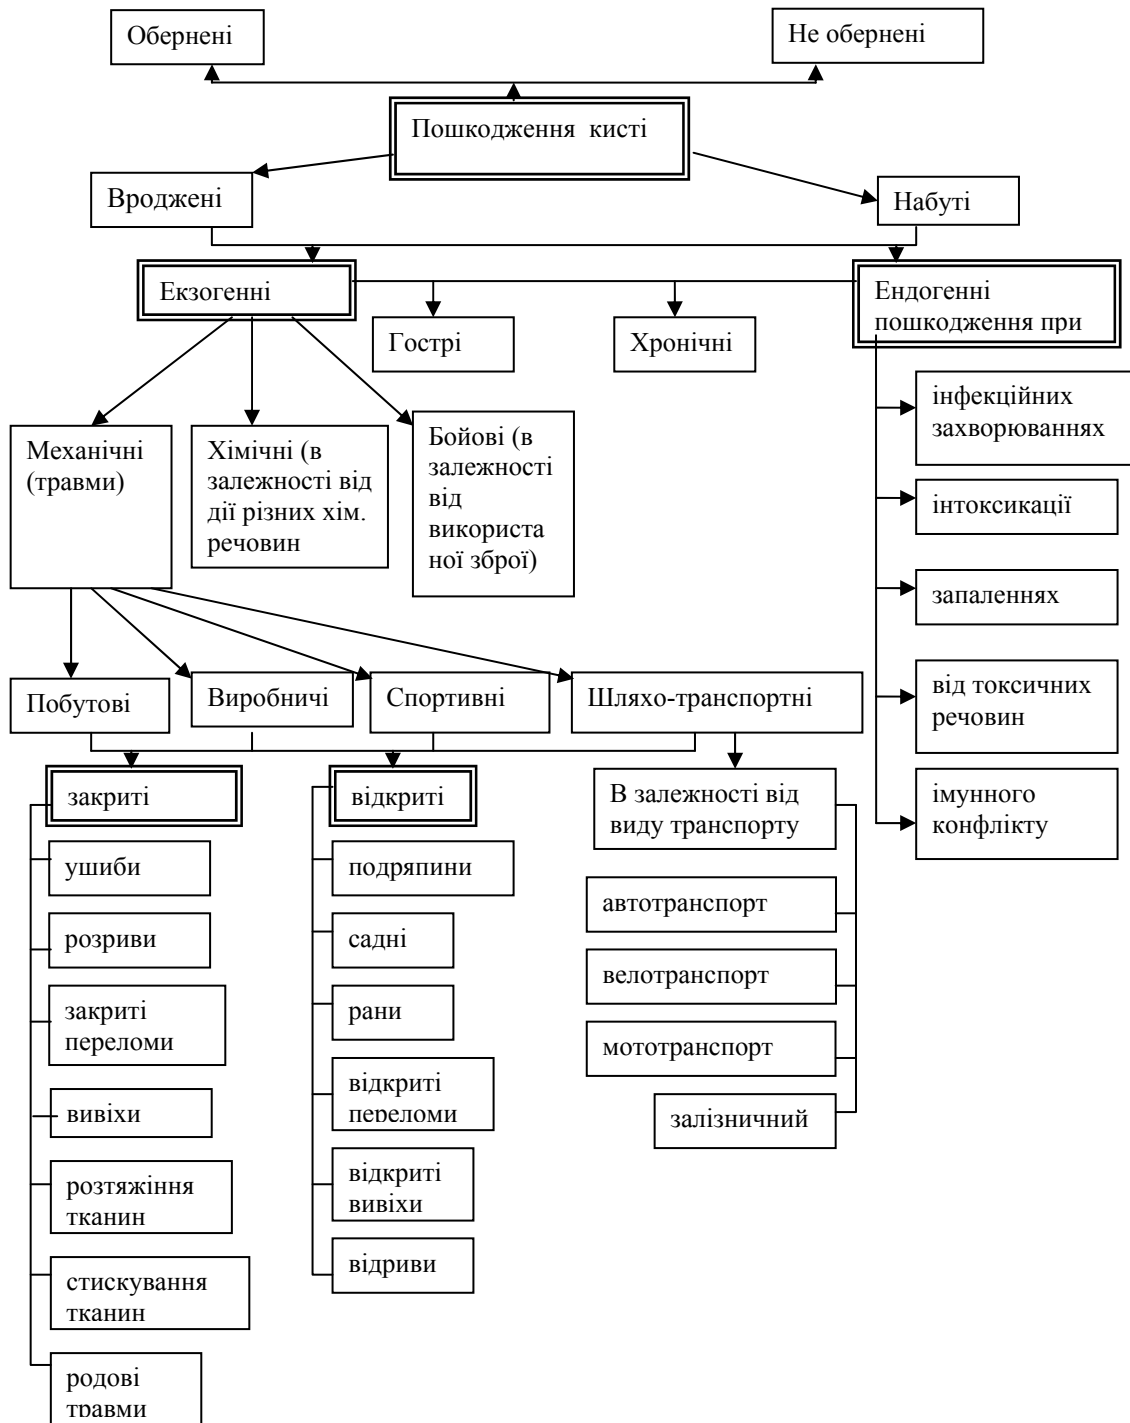 Обернені
Не обернені
Пошкодження кисті
Вроджені
Набуті
Екзогенні
Ендогенні
пошкодження при
Гострі
Хронічні
інфекційних
захворюваннях
Механічні
(травми)
Хімічні (в
залежності від
дії різних хім.
речовин
Бойові (в
залежності
від
використа
ної зброї)
інтоксикації
запаленнях
від токсичних
речовин
імунного
конфлікту
Побутові
Виробничі
Спортивні
Шляхо-транспортні
закриті
ушиби
розриви
закриті
переломи
вивіхи
розтяжіння
тканин
стискування
тканин
родові
травми
відкриті
подряпини
садні
рани
відкриті
переломи
відкриті
вивіхи
відриви
В залежності від
виду транспорту
автотранспорт
велотранспорт
мототранспорт
залізничний